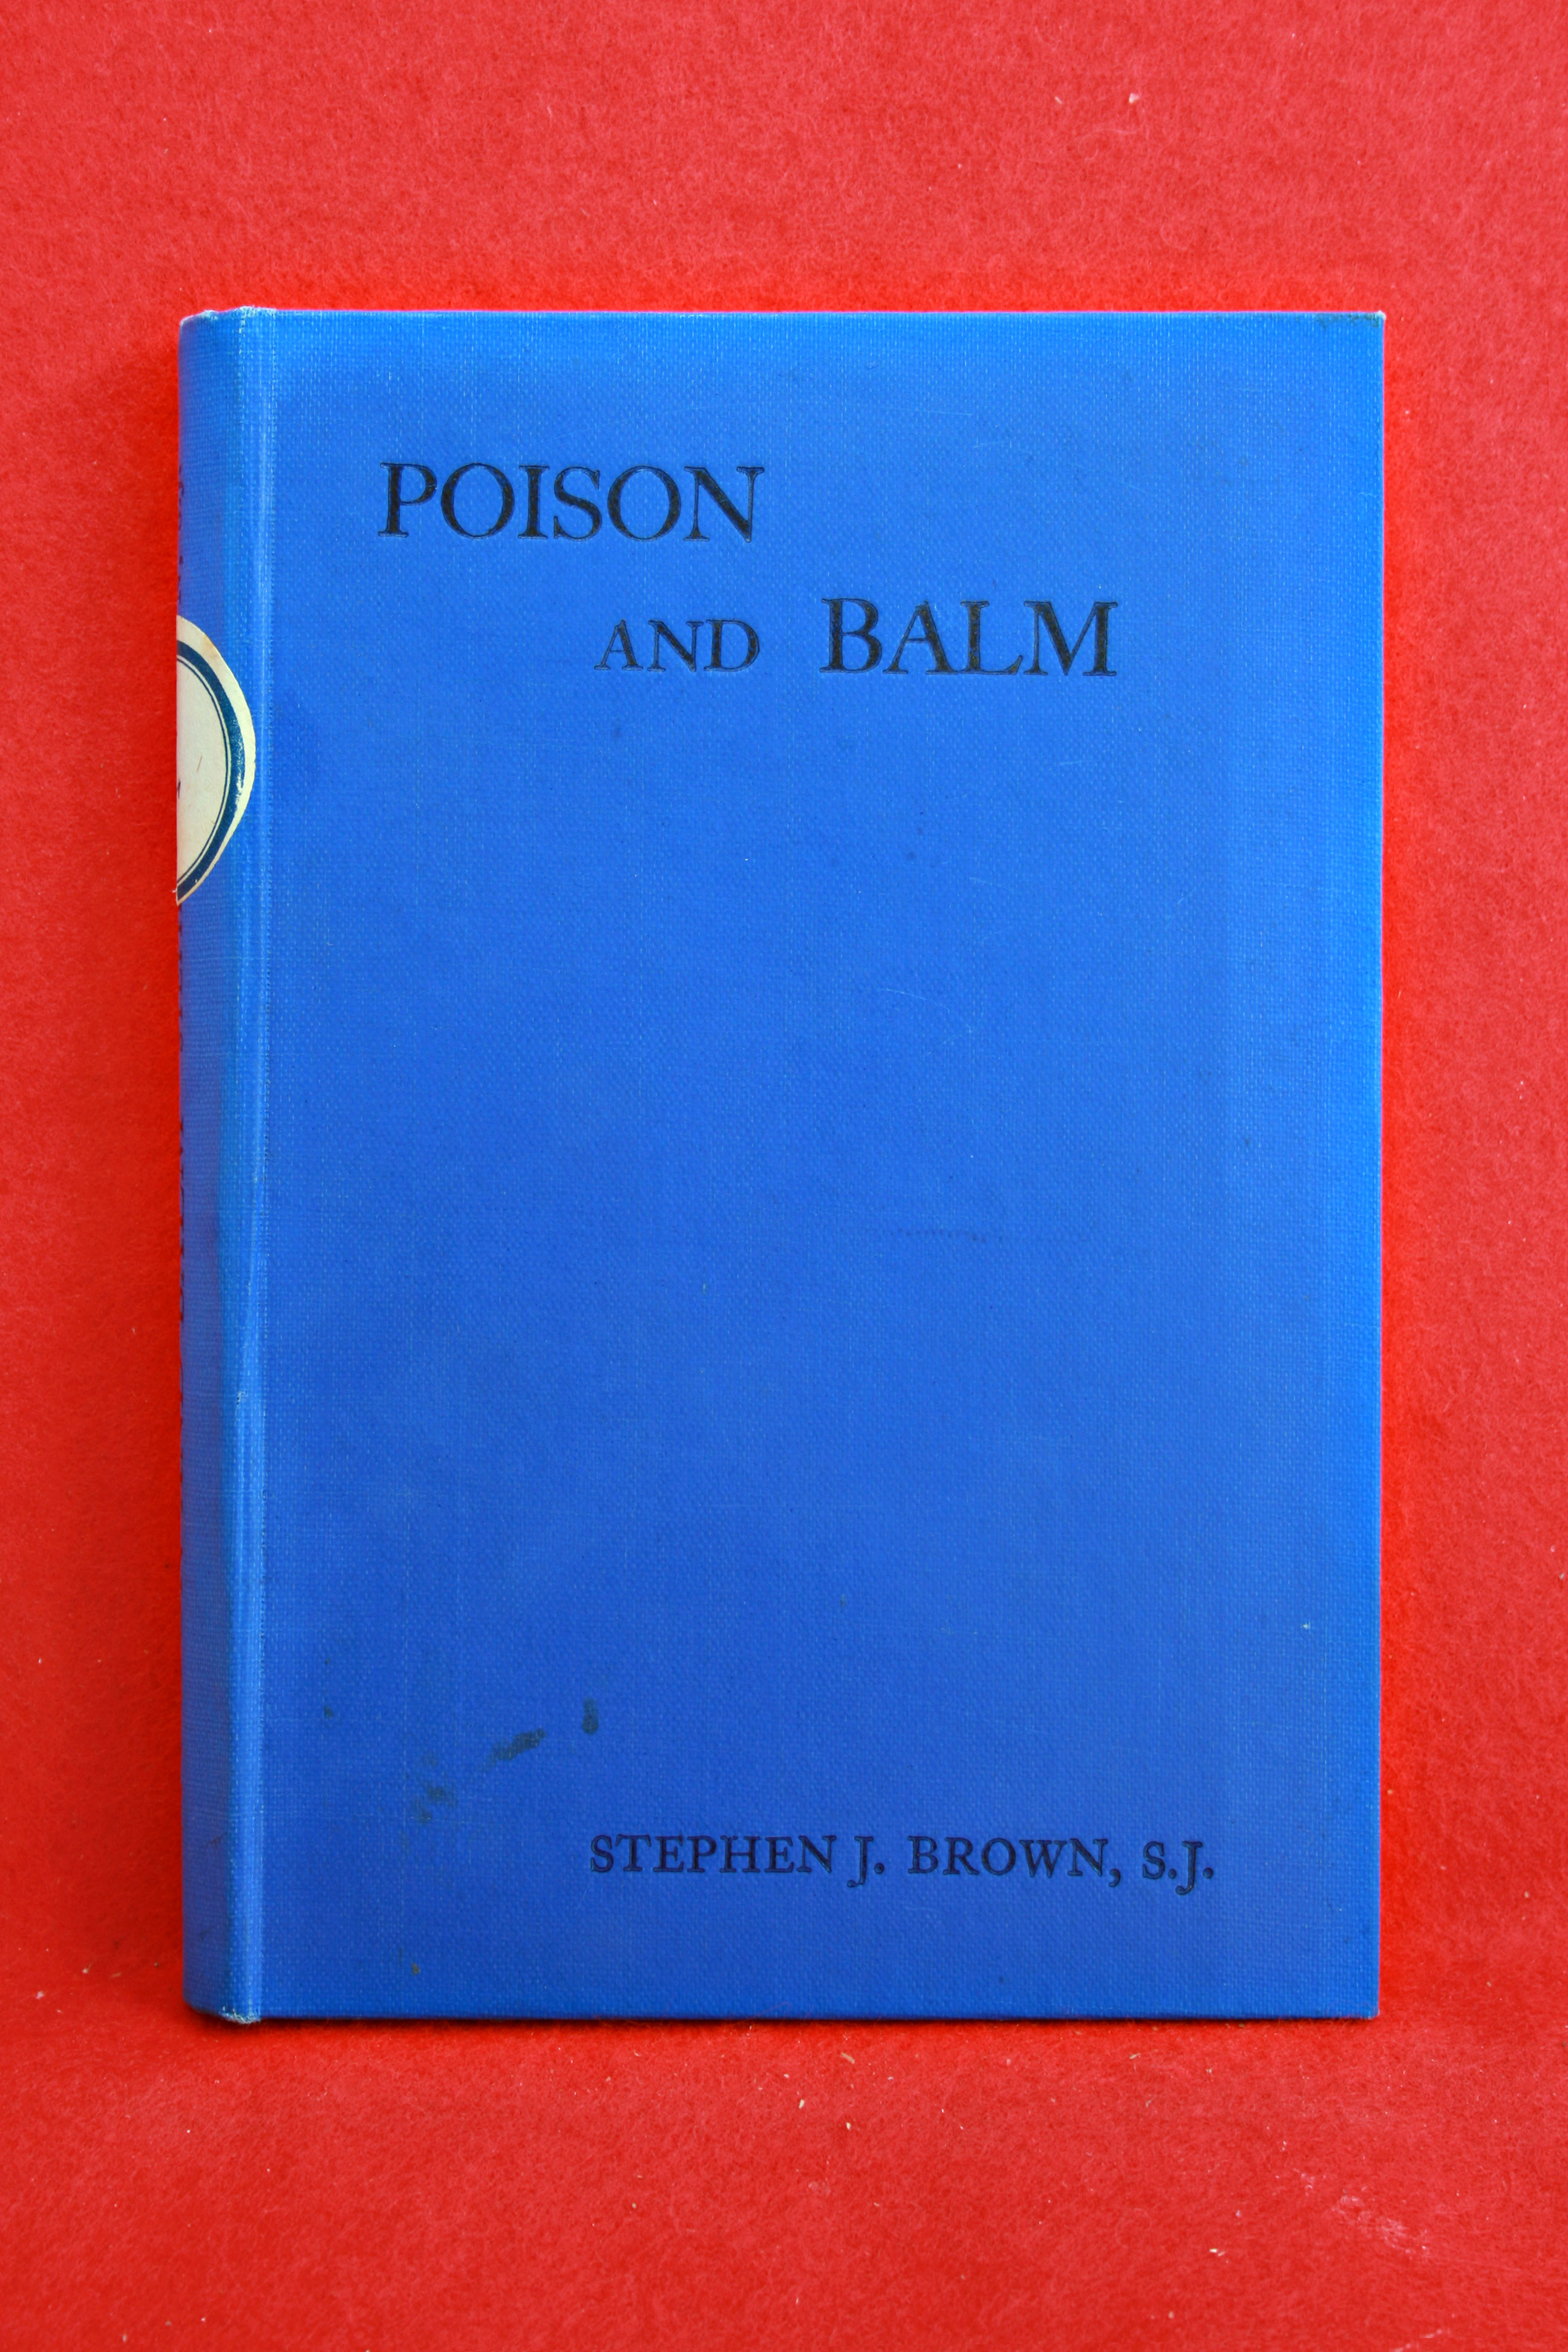 POISON
AND BALM
STEPHEN J. BROWN, S.J.